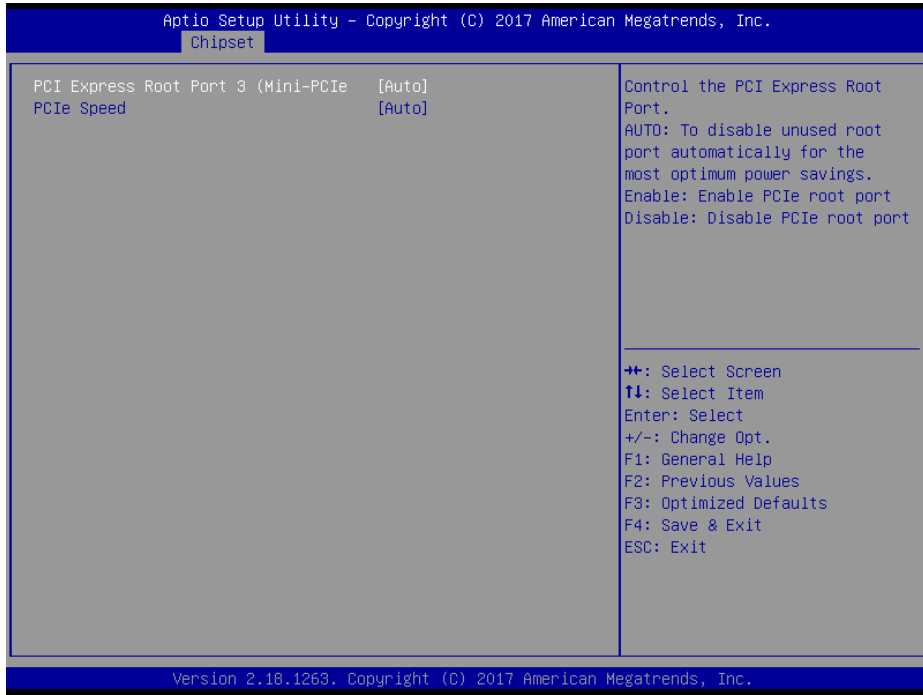 Aptio Setup Utility – Copyright (C) 2017 American Megatrends, Inc.
Chipset
PCI Express Root Port 3 (Mini-PCIe [Auto]
PCIe Speed [Auto]
Control the PCI Express Root
Port.
AUTO: To disable unused root
port automatically for the
most optimum power savings.
Enable: Enable PCIe root port
Disable: Disable PCIe root port
→←: Select Screen
↑↓: Select Item
Enter: Select
+/-: Change Opt.
F1: General Help
F2: Previous Values
F3: Optimized Defaults
F4: Save & Exit
ESC: Exit
Version 2.18.1263. Copyright (C) 2017 American Megatrends, Inc.